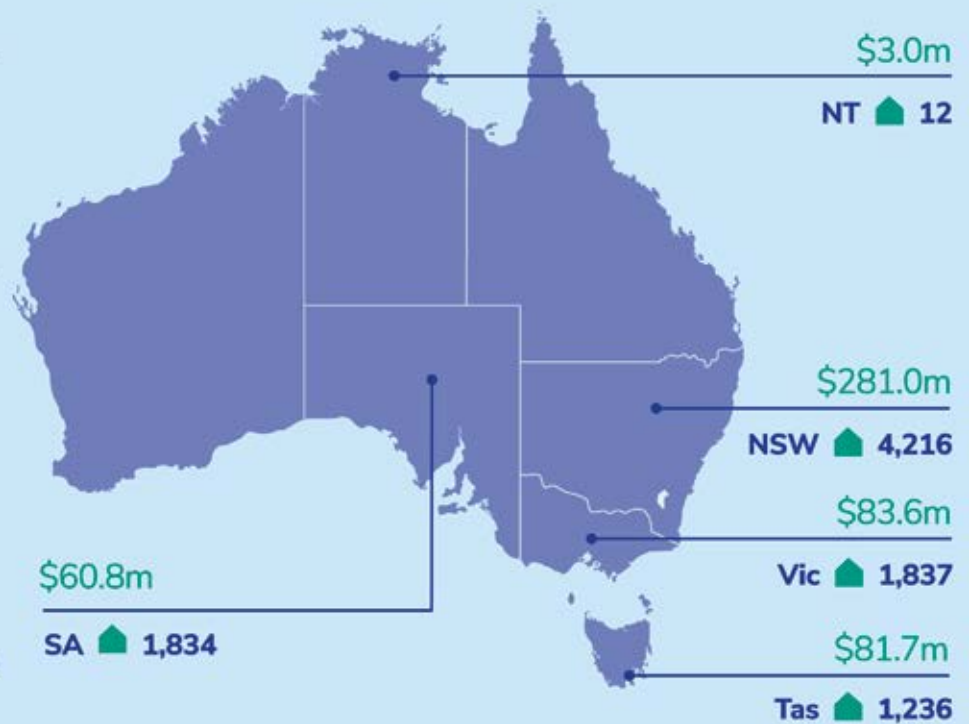 $3.0m
NT 12
$281.0m
NSW 4,216
$83.6m
Vic 1,837
$60.8m
SA 1,834
$81.7m
Tas 1,236